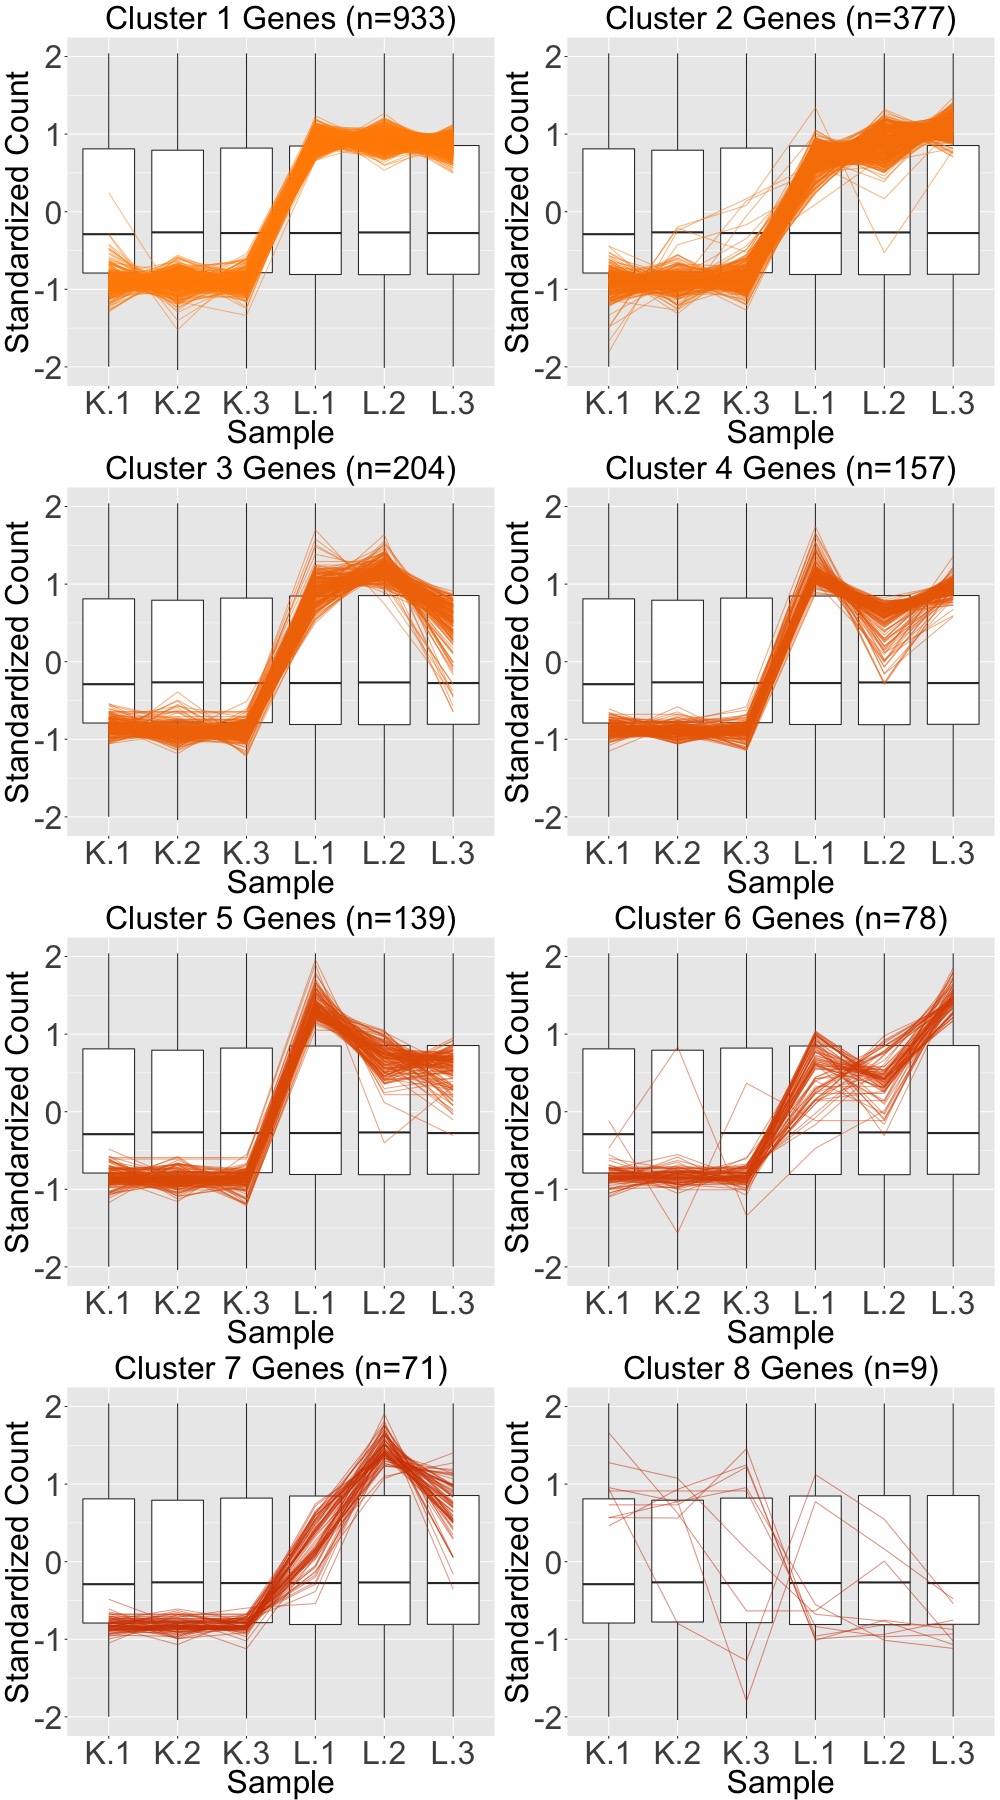 Cluster 1 Genes (n=933)
Standardized Count
2
1
0
-1
-2
K.1 K.2 K.3 L.1 L.2 L.3
Sample
Cluster 2 Genes (n=377)
Standardized Count
2
1
0
-1
-2
K.1 K.2 K.3 L.1 L.2 L.3
Sample
Cluster 3 Genes (n=204)
Standardized Count
2
1
0
-1
-2
K.1 K.2 K.3 L.1 L.2 L.3
Sample
Cluster 4 Genes (n=157)
Standardized Count
2
1
0
-1
-2
K.1 K.2 K.3 L.1 L.2 L.3
Sample
Cluster 5 Genes (n=139)
Standardized Count
2
1
0
-1
-2
K.1 K.2 K.3 L.1 L.2 L.3
Sample
Cluster 6 Genes (n=78)
Standardized Count
2
1
0
-1
-2
K.1 K.2 K.3 L.1 L.2 L.3
Sample
Cluster 7 Genes (n=71)
Standardized Count
2
1
0
-1
-2
K.1 K.2 K.3 L.1 L.2 L.3
Sample
Cluster 8 Genes (n=9)
Standardized Count
2
1
0
-1
-2
K.1 K.2 K.3 L.1 L.2 L.3
Sample